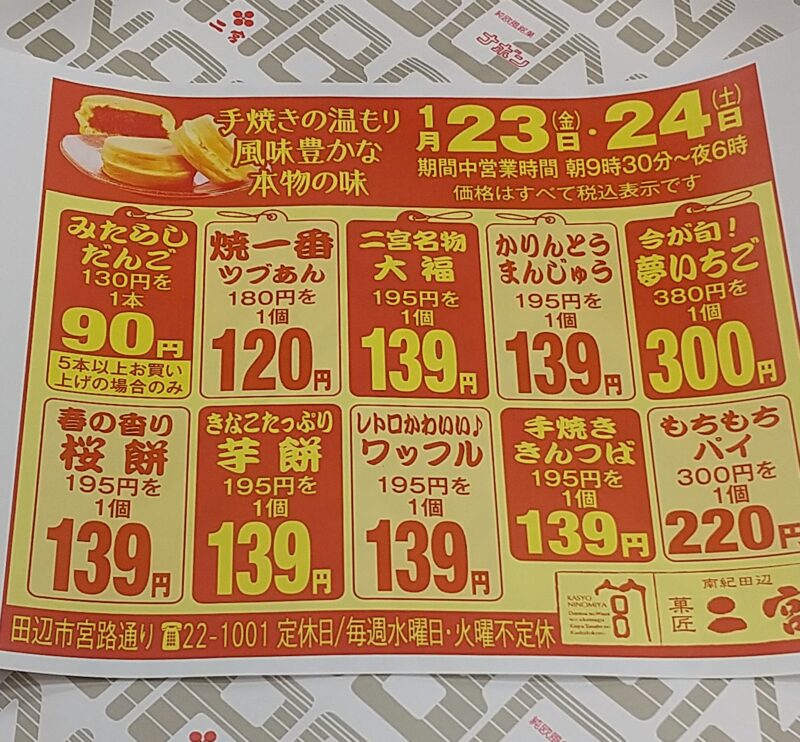 二宮
純欧風銘菓
ナボン
手焼きの温もり
風味豊かな
本物の味
1月23日(金)・24日(土)
期間中営業時間 朝9時30分～夜6時
価格はすべて税込表示です
みたらし
だんご
130円を
1本
90円
5本以上お買い
上げの場合のみ
焼一番
ツブあん
180円を
1個
120円
二宮名物
大福
195円を
1個
139円
かりんとう
まんじゅう
195円を
1個
139円
今が旬!
夢いちご
380円を
1個
300円
春の香り
桜餅
195円を
1個
139円
きなこたっぷり
芋餅
195円を
1個
139円
レトロかわいい♪
ワッフル
195円を
1個
139円
手焼き
きんつば
195円を
1個
139円
もちもち
パイ
300円を
1個
220円
田辺市宮路通り ☎22-1001 定休日/毎週水曜日・火曜不定休
KASYO
NINOMIYA
南紀田辺
菓匠
二宮